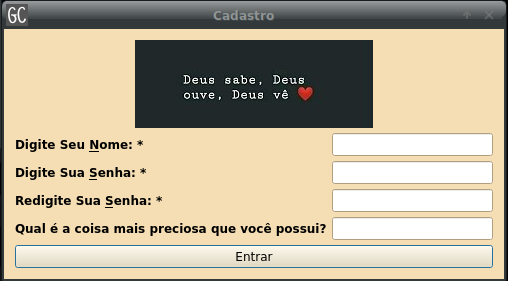 GC
Cadastro
Deus sabe, Deus
ouve, Deus vê ❤️
Digite Seu Nome: *
Digite Sua Senha: *
Redigite Sua Senha: *
Qual é a coisa mais preciosa que você possui?
Entrar